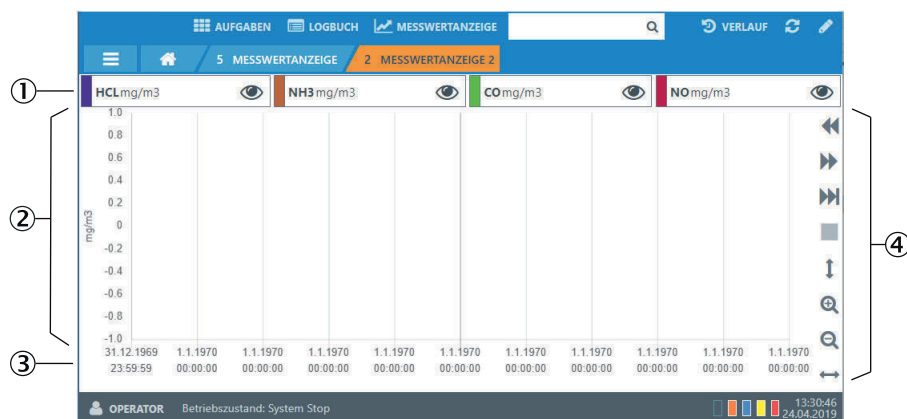 AUFGABEN LOGBUCH MESSWERTANZEIGE VERLAUF
5 MESSWERTANZEIGE 2 MESSWERTANZEIGE 2
① HCL mg/m3 NH3 mg/m3 CO mg/m3 NO mg/m3
1.0
0.8
0.6
0.4
0.2
② mg/m3 0 ④
-0.2
-0.4
-0.6
-0.8
-1.0
31.12.1969 1.1.1970 1.1.1970 1.1.1970 1.1.1970 1.1.1970 1.1.1970 1.1.1970 1.1.1970 1.1.1970 1.1.1970
③ 23:59:59 00:00:00 00:00:00 00:00:00 00:00:00 00:00:00 00:00:00 00:00:00 00:00:00 00:00:00 00:00:00
OPERATOR Betriebszustand: System Stop 13:30:46
24.04.2019